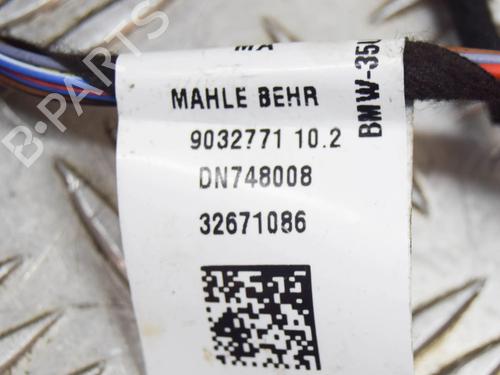 MAHLE BEHR
9032771 10.2
DN748008
32671086
BMW-35
B-PARTS